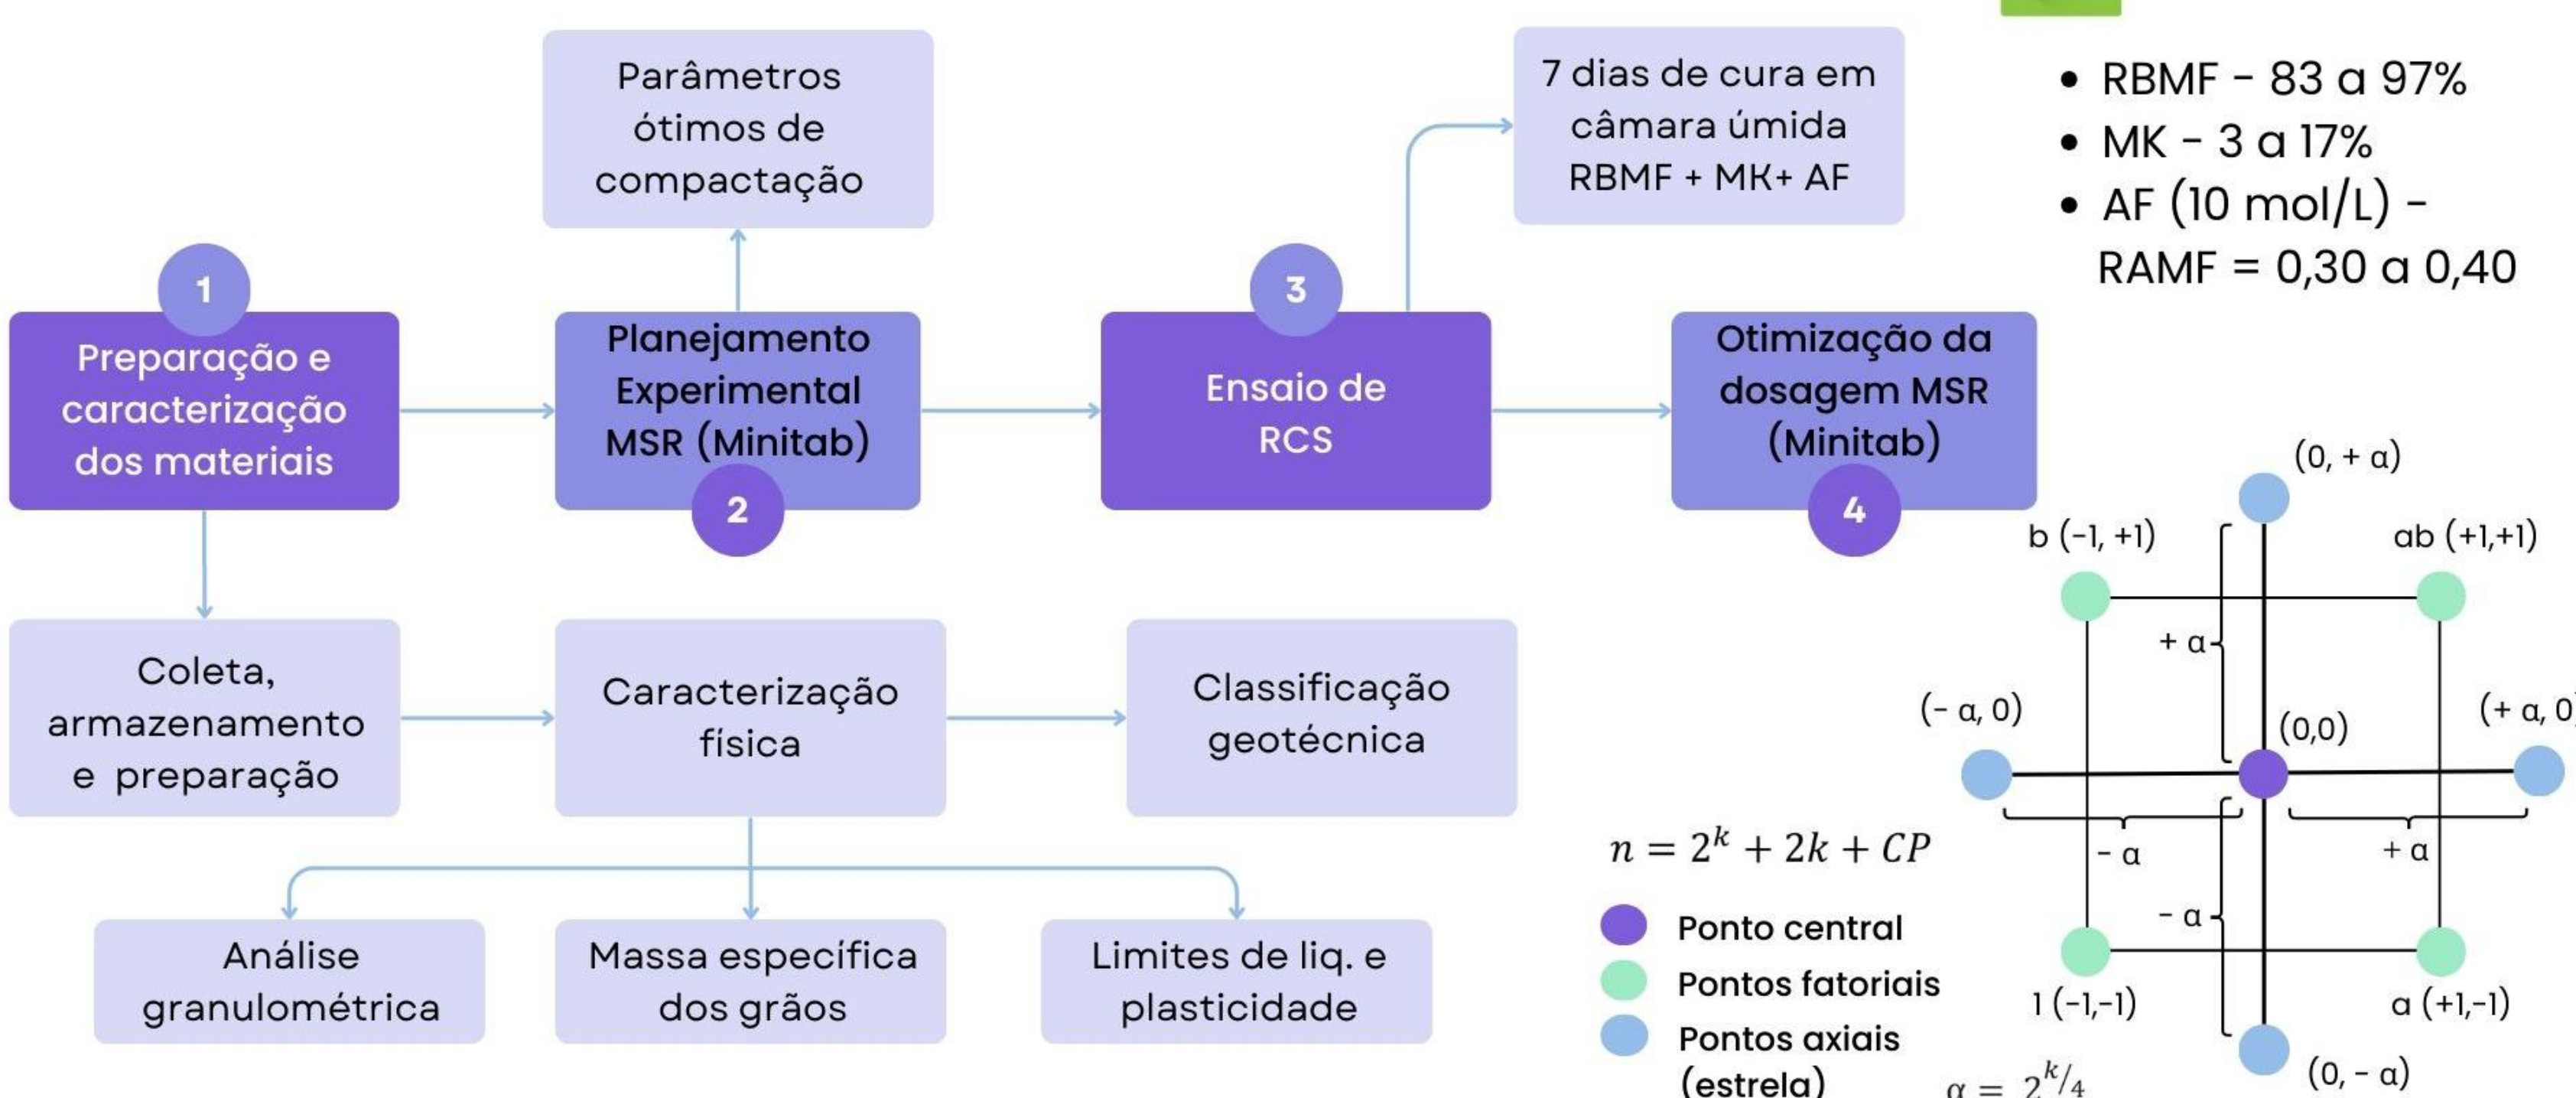 Parâmetros
ótimos de
compactação
7 dias de cura em
câmara úmida
RBMF + MK+ AF
• RBMF - 83 a 97%
• MK - 3 a 17%
• AF (10 mol/L) -
RAMF = 0,30 a 0,40
1
Preparação e
caracterização
dos materiais
Planejamento
Experimental
MSR (Minitab)
2
3
Ensaio de
RCS
Otimização da
dosagem MSR
(Minitab)
4
Coleta,
armazenamento
e preparação
Caracterização
física
Classificação
geotécnica
Análise
granulométrica
Massa específica
dos grãos
Limites de liq. e
plasticidade
(0, + α)
b (-1, +1)
ab (+1,+1)
+ α
(- α, 0)
(0,0)
(+ α, 0)
- α
+ α
- α
1 (-1,-1)
a (+1,-1)
(0, - α)
n = 2^k + 2k + CP
Ponto central
Pontos fatoriais
Pontos axiais
(estrela)
α = 2^k/4